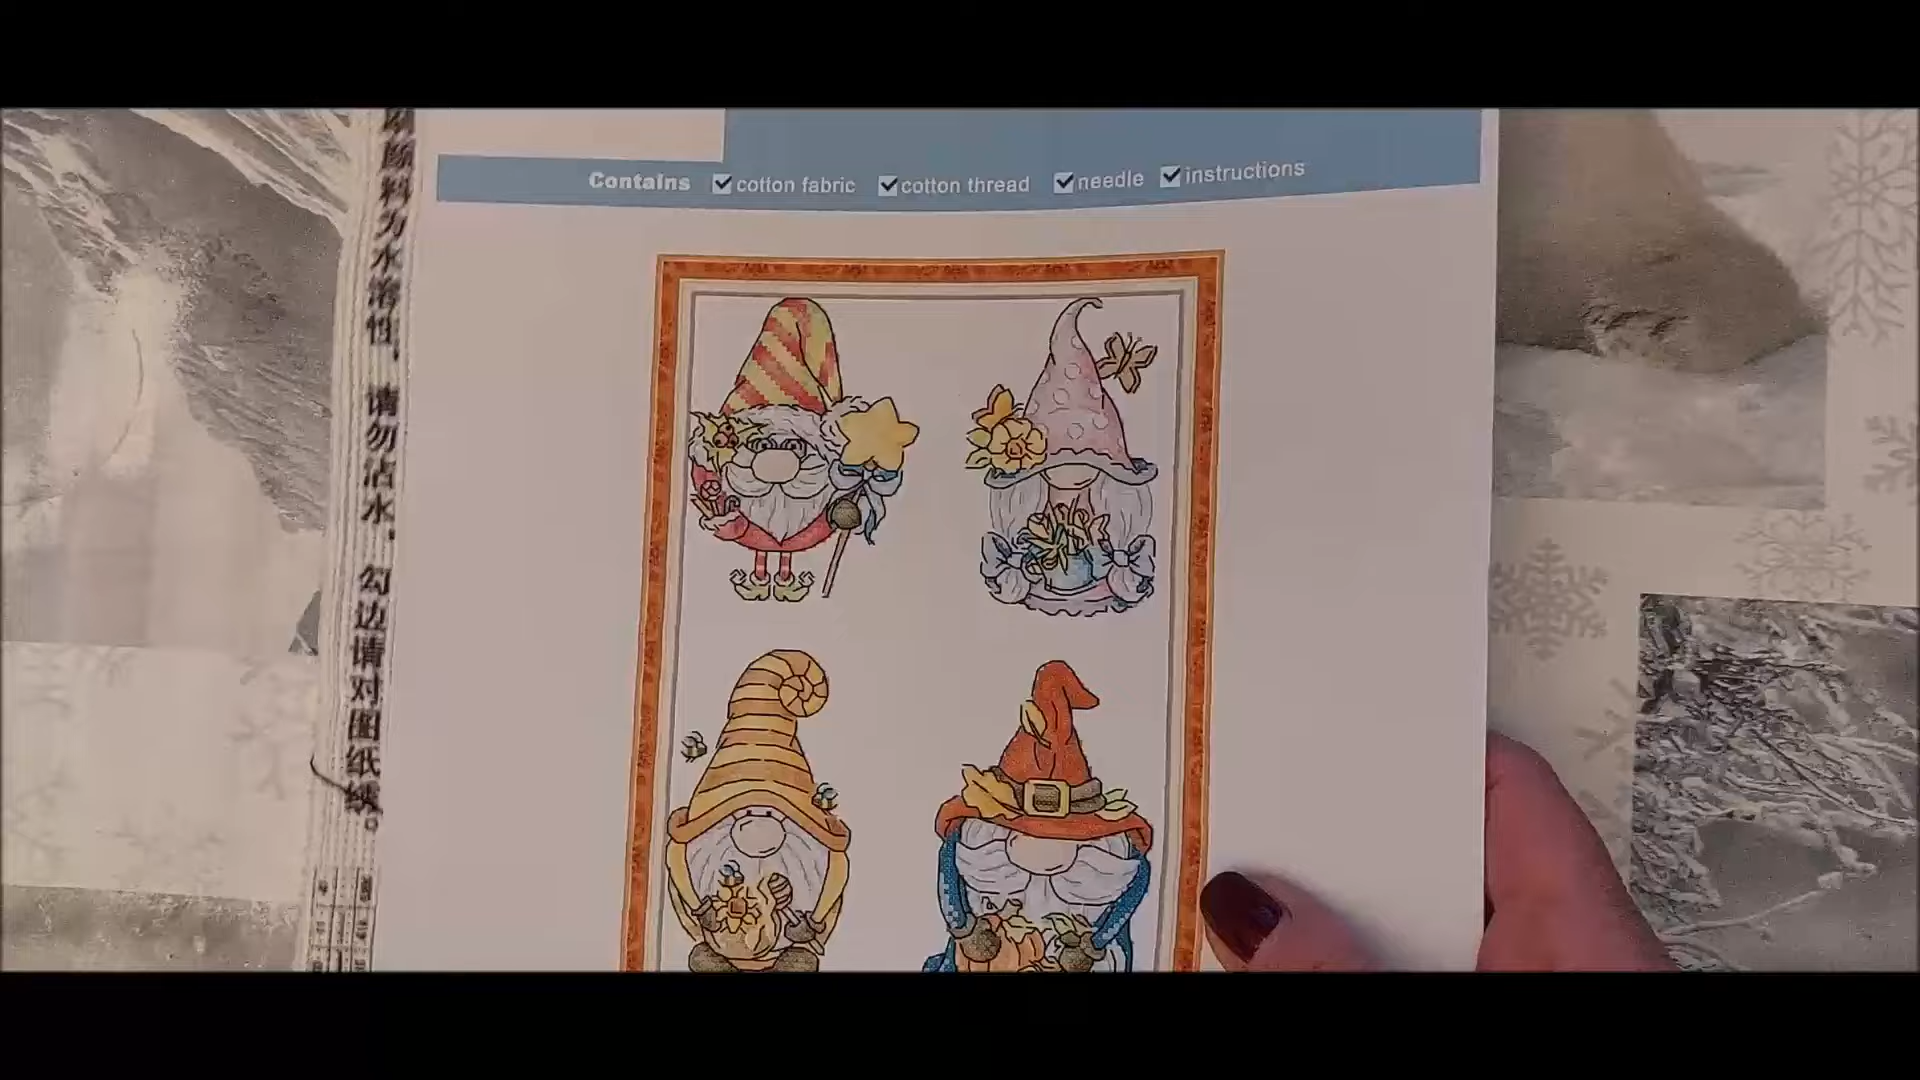 颜料为水溶性，请勿沾水，勾边请对图纸绣。
Contains ☑ cotton fabric ☑ cotton thread ☑ needle ☑ instructions